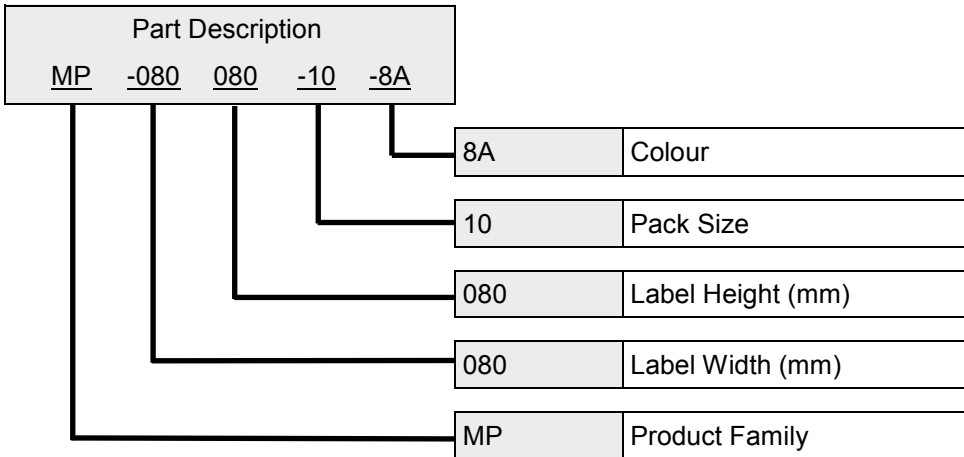 Part Description
MP -080 080 -10 -8A
8A Colour
10 Pack Size
080 Label Height (mm)
080 Label Width (mm)
MP Product Family